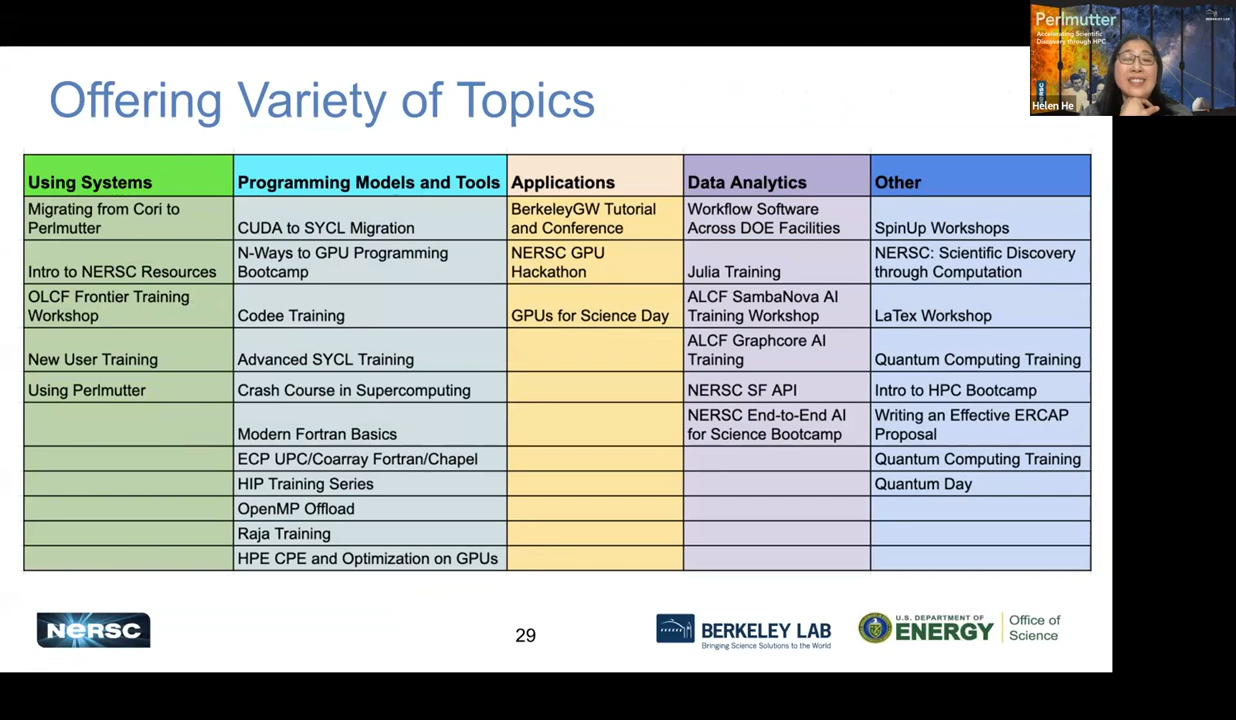 Perlmutter
Accelerating Scientific
Discovery through HPC
BERKELEY LAB
NERSC
Helen He
Offering Variety of Topics
Using Systems
Programming Models and Tools
Applications
Data Analytics
Other
Migrating from Cori to
Perlmutter
CUDA to SYCL Migration
BerkeleyGW Tutorial
and Conference
Workflow Software
Across DOE Facilities
SpinUp Workshops
Intro to NERSC Resources
N-Ways to GPU Programming
Bootcamp
NERSC GPU
Hackathon
Julia Training
NERSC: Scientific Discovery
through Computation
OLCF Frontier Training
Workshop
Codee Training
GPUs for Science Day
ALCF SambaNova AI
Training Workshop
LaTex Workshop
New User Training
Advanced SYCL Training
ALCF Graphcore AI
Training
Quantum Computing Training
Using Perlmutter
Crash Course in Supercomputing
NERSC SF API
Intro to HPC Bootcamp
Modern Fortran Basics
NERSC End-to-End AI
for Science Bootcamp
Writing an Effective ERCAP
Proposal
ECP UPC/Coarray Fortran/Chapel
Quantum Computing Training
HIP Training Series
Quantum Day
OpenMP Offload
Raja Training
HPE CPE and Optimization on GPUs
NERSC
29
BERKELEY LAB
Bringing Science Solutions to the World
U.S. DEPARTMENT OF
ENERGY
Office of
Science